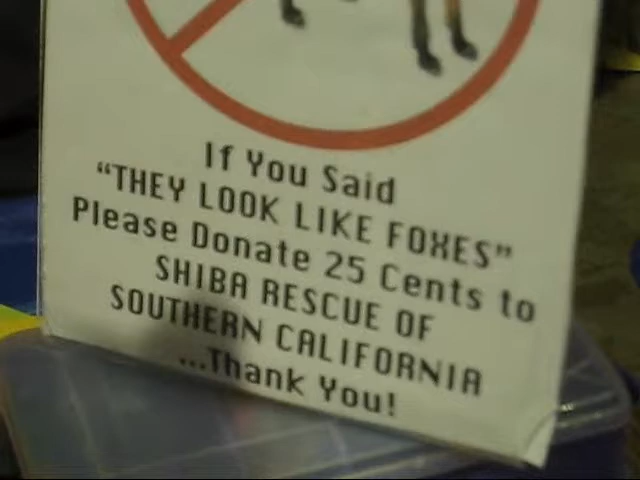 If You Said
“THEY LOOK LIKE FOXES”
Please Donate 25 Cents to
SHIBA RESCUE OF
SOUTHERN CALIFORNIA
...Thank You!